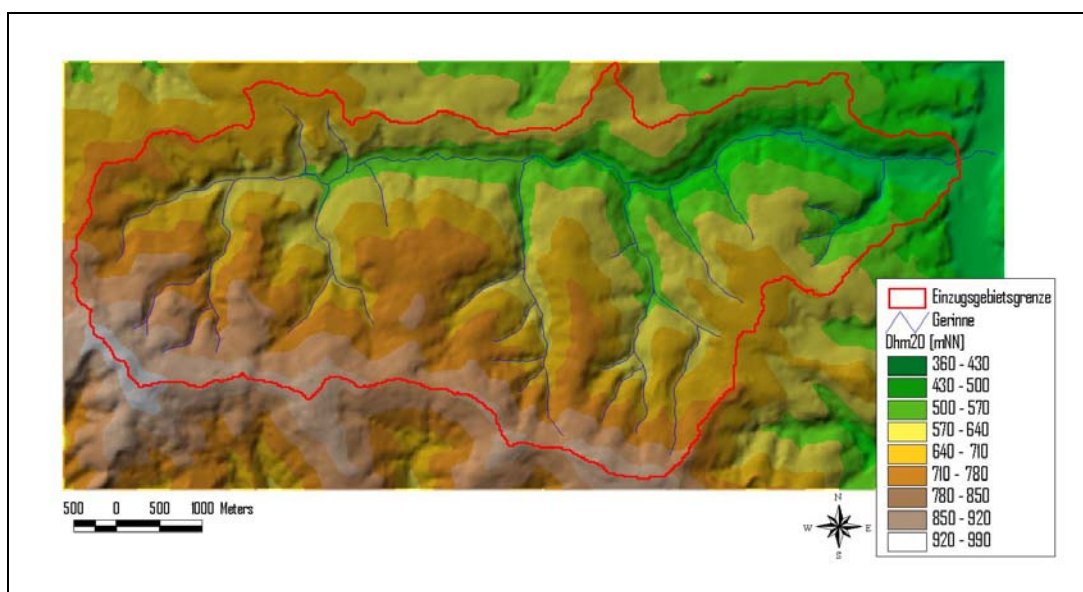 Einzugsgebietsgrenze
Gerinne
Dhm20 [mNN]
360 - 430
430 - 500
500 - 570
570 - 640
640 - 710
710 - 780
780 - 850
850 - 920
920 - 990
500 0 500 1000 Meters
N
W E
S